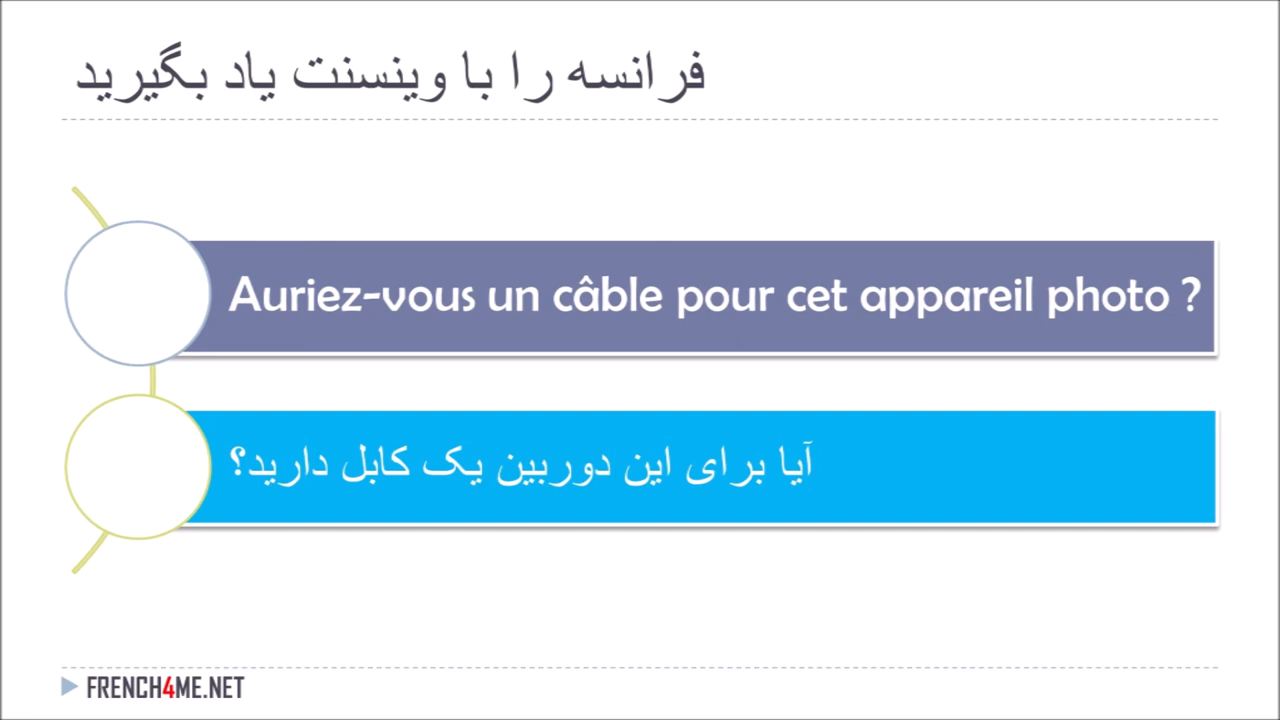 فرانسه را با وینسنت یاد بگیرید
Auriez-vous un câble pour cet appareil photo ?
آیا برای این دوربین یک کابل دارید؟
FRENCH4ME.NET